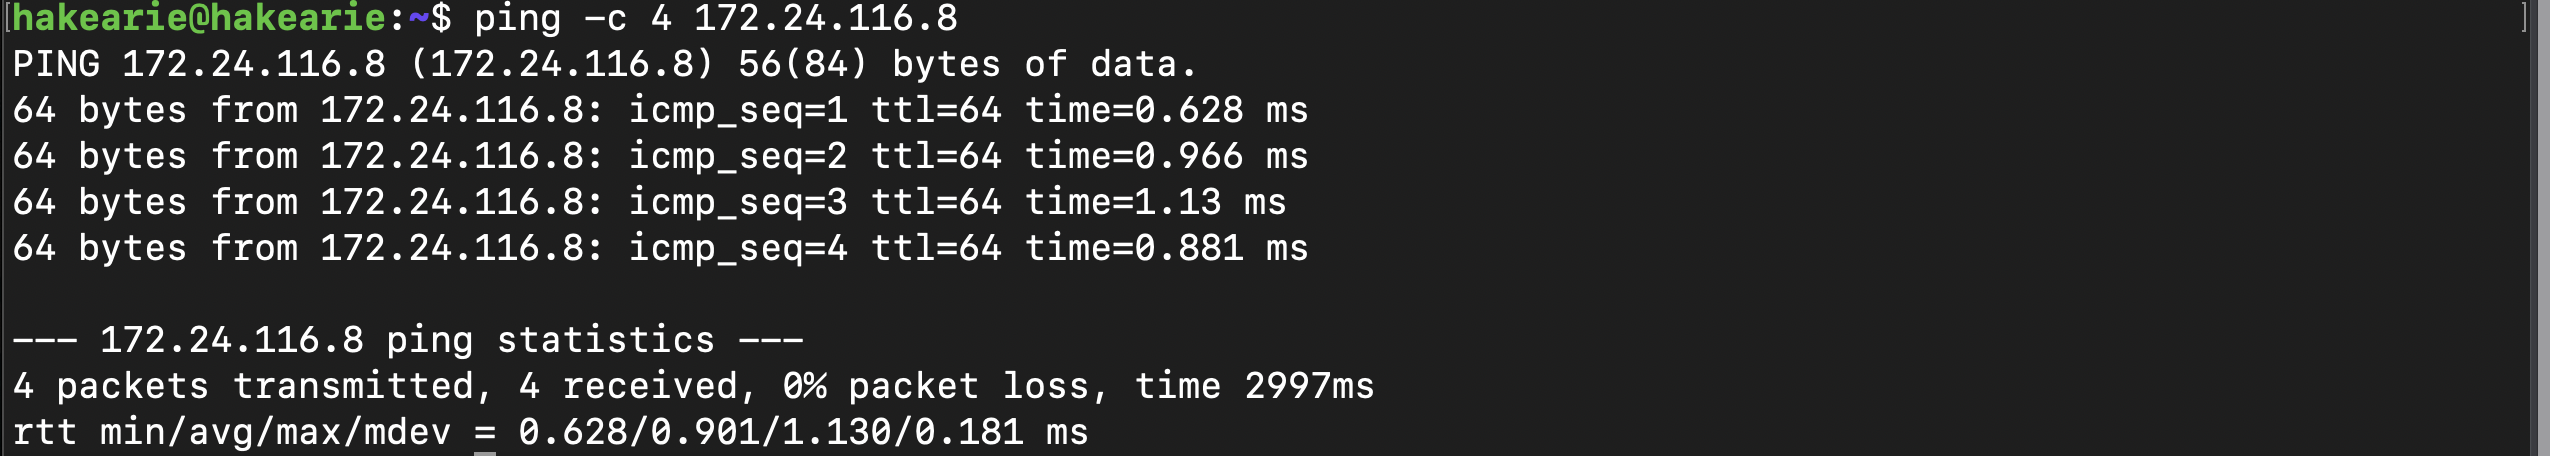 [hakearie@hakearie:~$ ping -c 4 172.24.116.8 ]
PING 172.24.116.8 (172.24.116.8) 56(84) bytes of data.
64 bytes from 172.24.116.8: icmp_seq=1 ttl=64 time=0.628 ms
64 bytes from 172.24.116.8: icmp_seq=2 ttl=64 time=0.966 ms
64 bytes from 172.24.116.8: icmp_seq=3 ttl=64 time=1.13 ms
64 bytes from 172.24.116.8: icmp_seq=4 ttl=64 time=0.881 ms
--- 172.24.116.8 ping statistics ---
4 packets transmitted, 4 received, 0% packet loss, time 2997ms
rtt min/avg/max/mdev = 0.628/0.901/1.130/0.181 ms